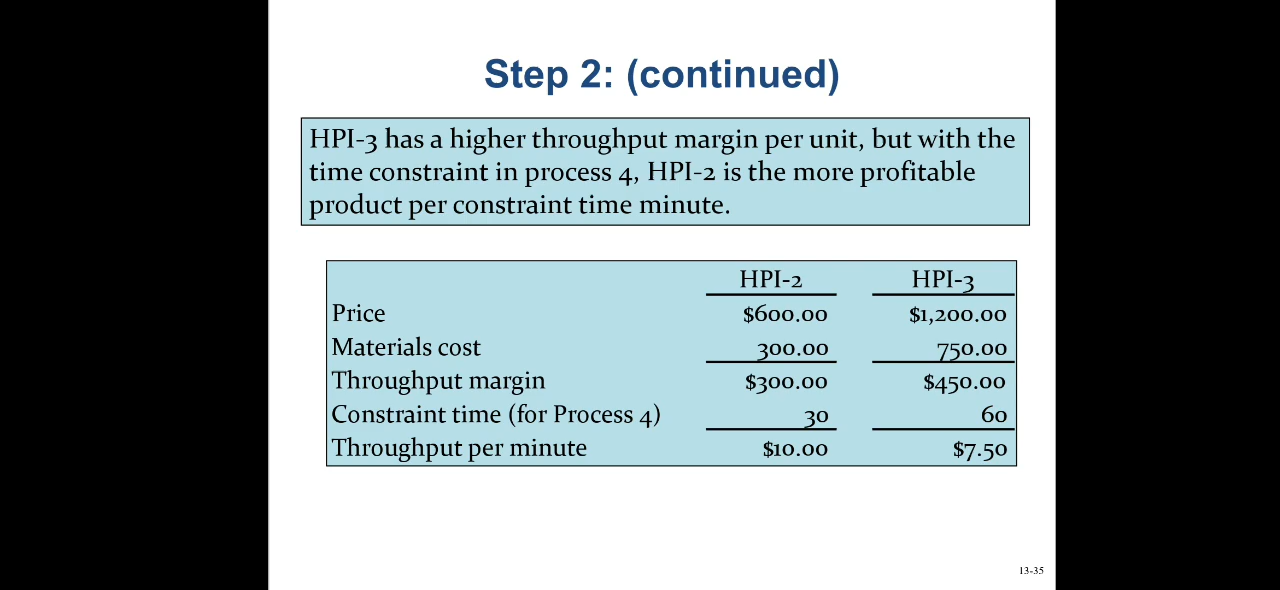 Step 2: (continued)
HPI-3 has a higher throughput margin per unit, but with the
time constraint in process 4, HPI-2 is the more profitable
product per constraint time minute.
HPI-2 HPI-3
Price $600.00 $1,200.00
Materials cost 300.00 750.00
Throughput margin $300.00 $450.00
Constraint time (for Process 4) 30 60
Throughput per minute $10.00 $7.50
13-35